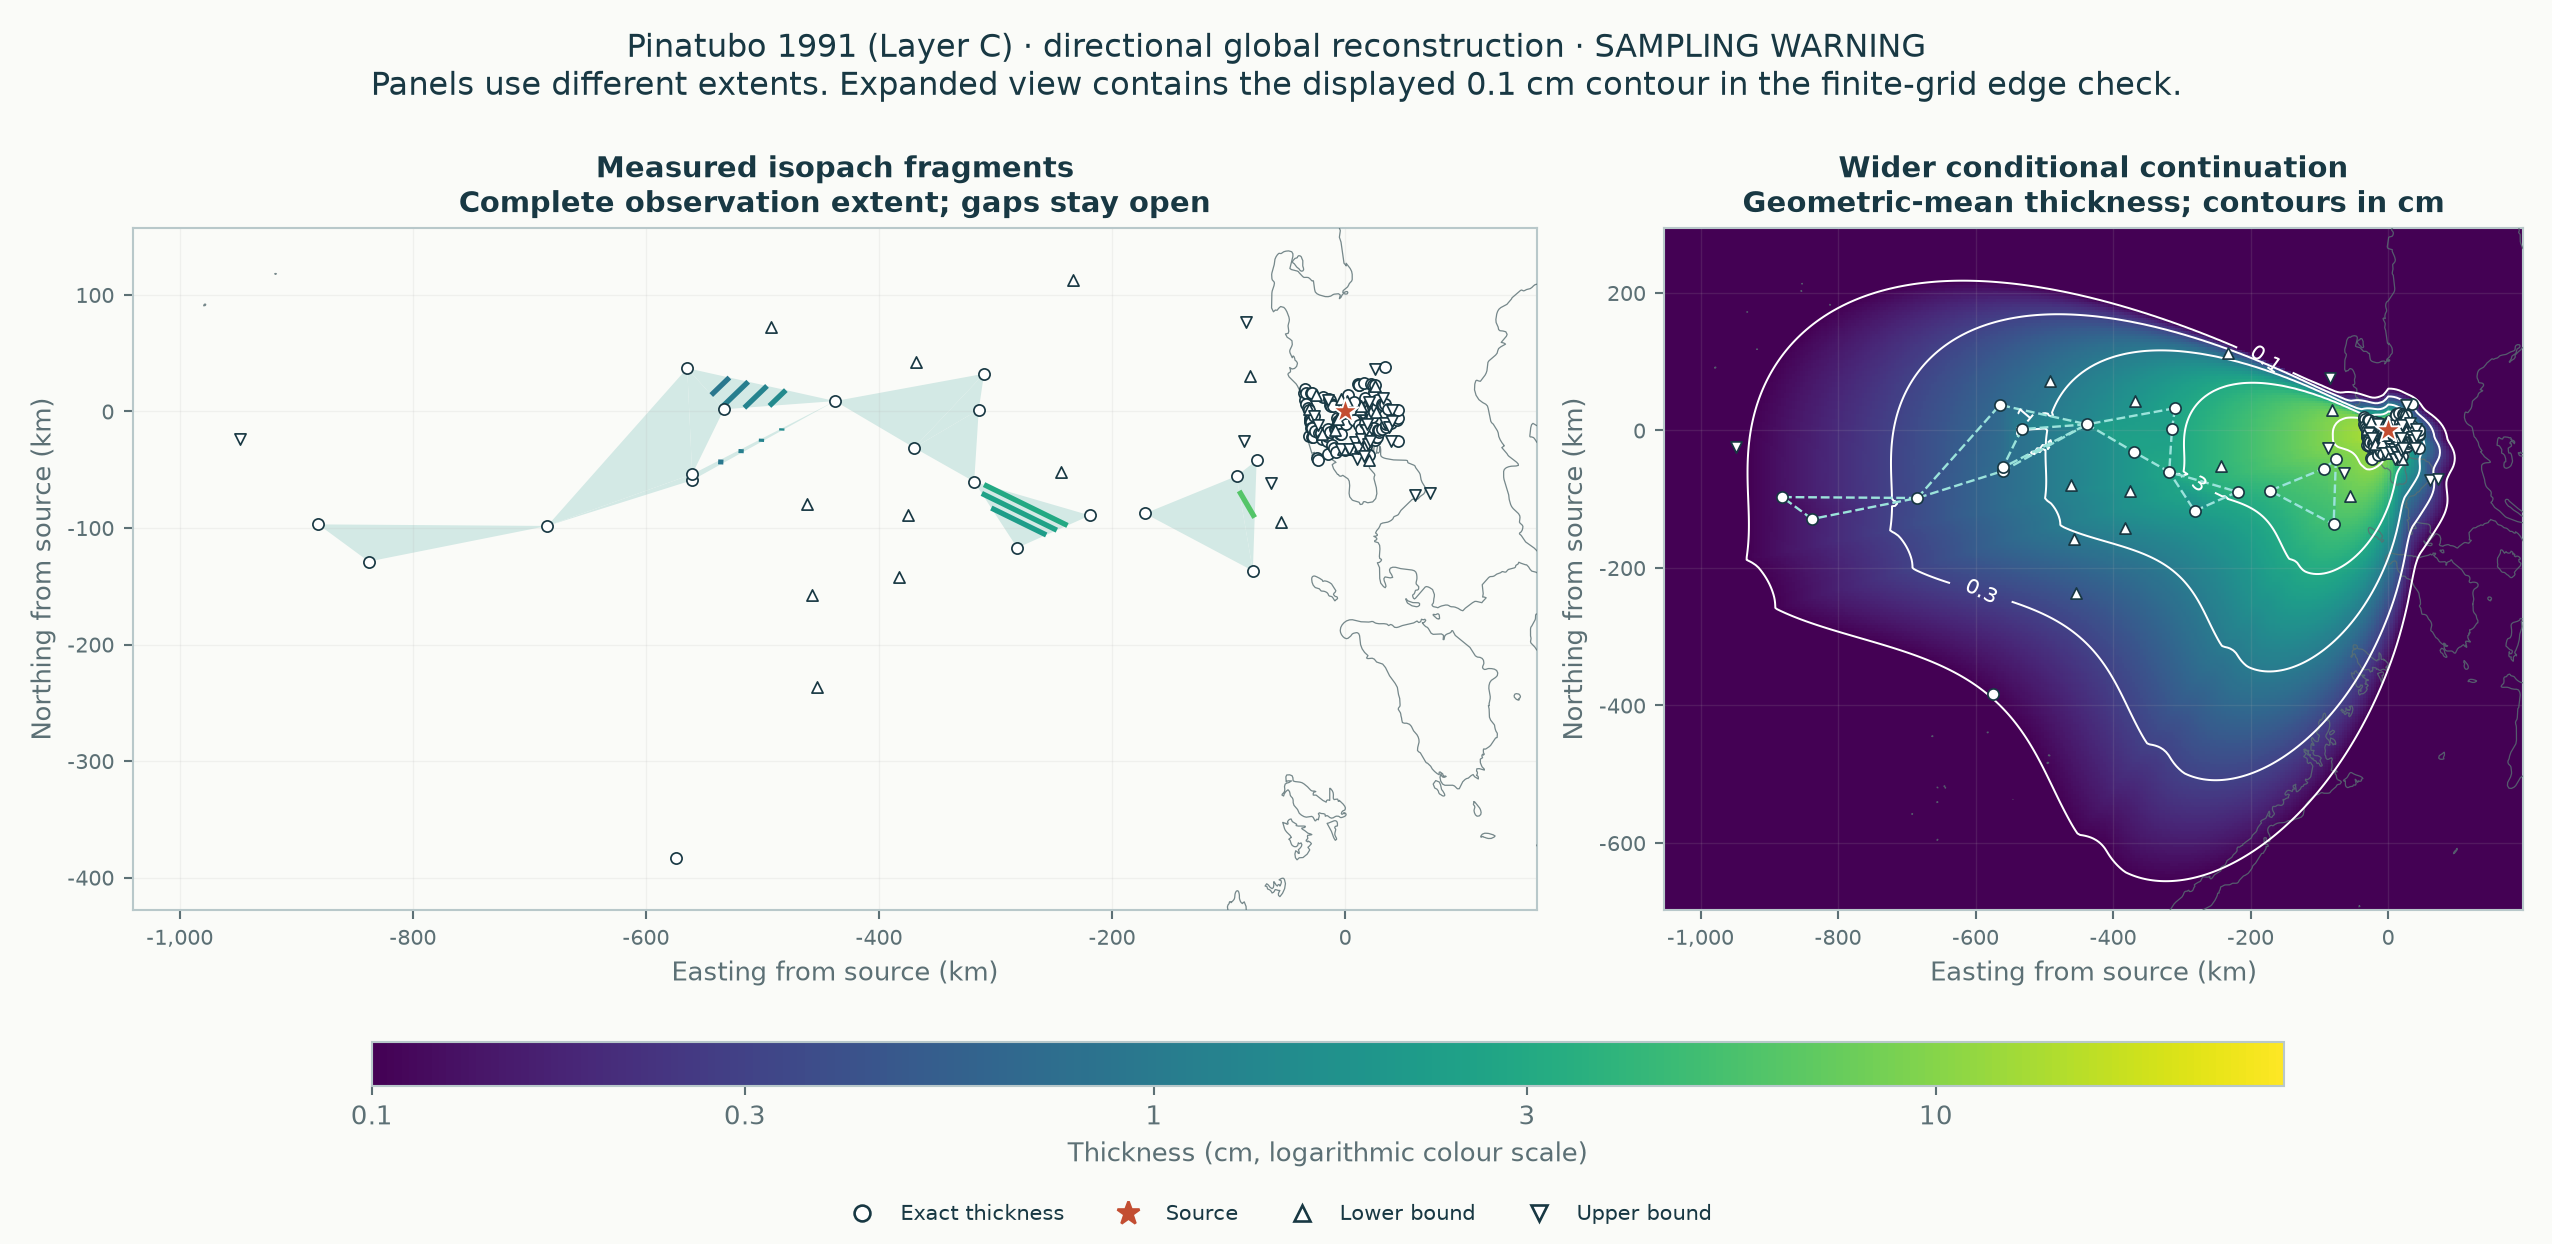 Pinatubo 1991 (Layer C) · directional global reconstruction · SAMPLING WARNING
Panels use different extents. Expanded view contains the displayed 0.1 cm contour in the finite-grid edge check.
Measured isopach fragments
Complete observation extent; gaps stay open
Northing from source (km)
100
0
-100
-200
-300
-400
-1,000
-800
-600
-400
-200
0
Easting from source (km)
Wider conditional continuation
Geometric-mean thickness; contours in cm
Northing from source (km)
200
0
-200
-400
-600
0.1
1
3
0.3
-1,000
-800
-600
-400
-200
0
Easting from source (km)
0.1
0.3
1
3
10
Thickness (cm, logarithmic colour scale)
Exact thickness
Source
Lower bound
Upper bound